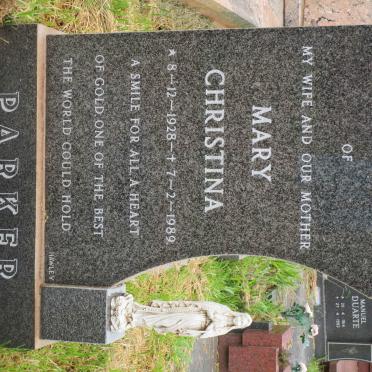 OF
MY WIFE AND OUR MOTHER
MARY
CHRISTINA
★ 8-12-1928 - † 7-2-1989
A SMILE FOR ALL A HEART
OF GOLD. ONE OF THE BEST
THE WORLD COULD HOLD
PARKER
MANUEL
DUARTE